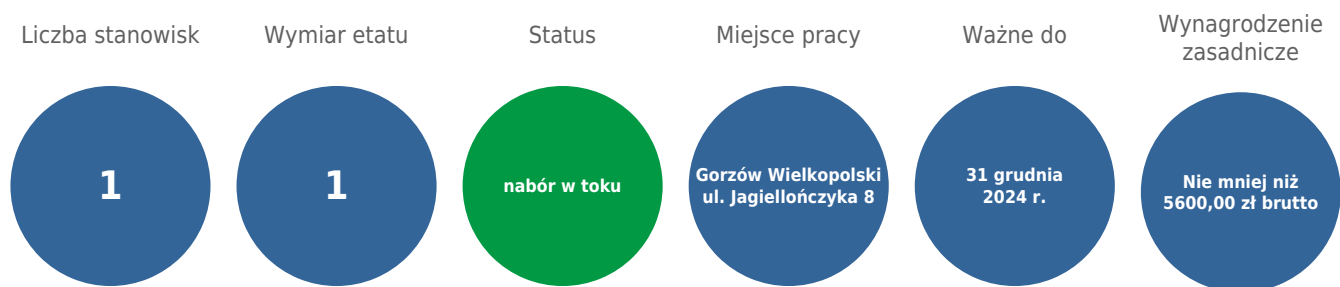 Liczba stanowisk
1
Wymiar etatu
1
Status
nabór w toku
Miejsce pracy
Gorzów Wielkopolski
ul. Jagiellończyka 8
Ważne do
31 grudnia
2024 r.
Wynagrodzenie
zasadnicze
Nie mniej niż
5600,00 zł brutto